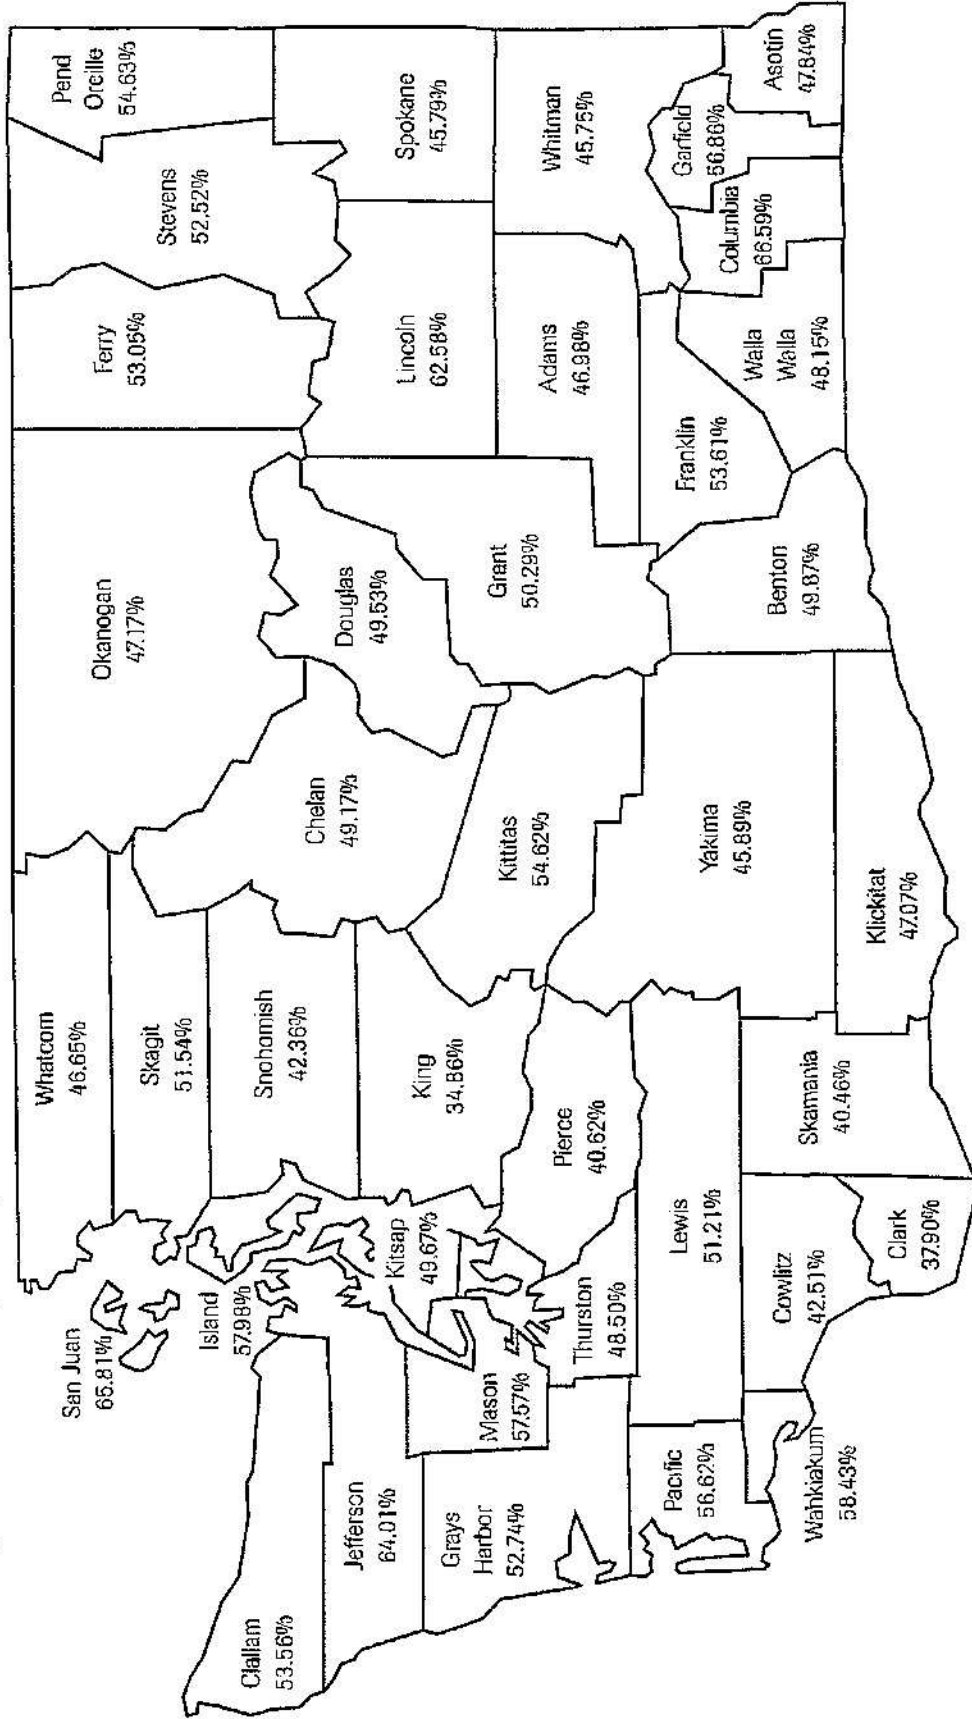 Whatcom
46.65%
San Juan
65.81%
Skagit
51.54%
Island
57.98%
Snohomish
42.36%
Clallam
53.56%
Jefferson
64.01%
Kitsap
49.67%
King
34.86%
Grays
Harbor
52.74%
Mason
57.57%
Pierce
40.62%
Thurston
48.50%
Pacific
56.62%
Lewis
51.21%
Wahkiakum
58.43%
Cowlitz
42.51%
Clark
37.90%
Skamania
40.46%
Okanogan
47.17%
Chelan
49.17%
Douglas
49.53%
Kittitas
54.62%
Grant
50.29%
Yakima
45.89%
Klickitat
47.07%
Benton
49.87%
Ferry
53.05%
Stevens
52.52%
Pend
Oreille
54.63%
Lincoln
62.58%
Spokane
45.79%
Adams
46.98%
Whitman
45.75%
Franklin
53.61%
Walla
Walla
48.15%
Columbia
66.59%
Garfield
56.86%
Asotin
47.84%